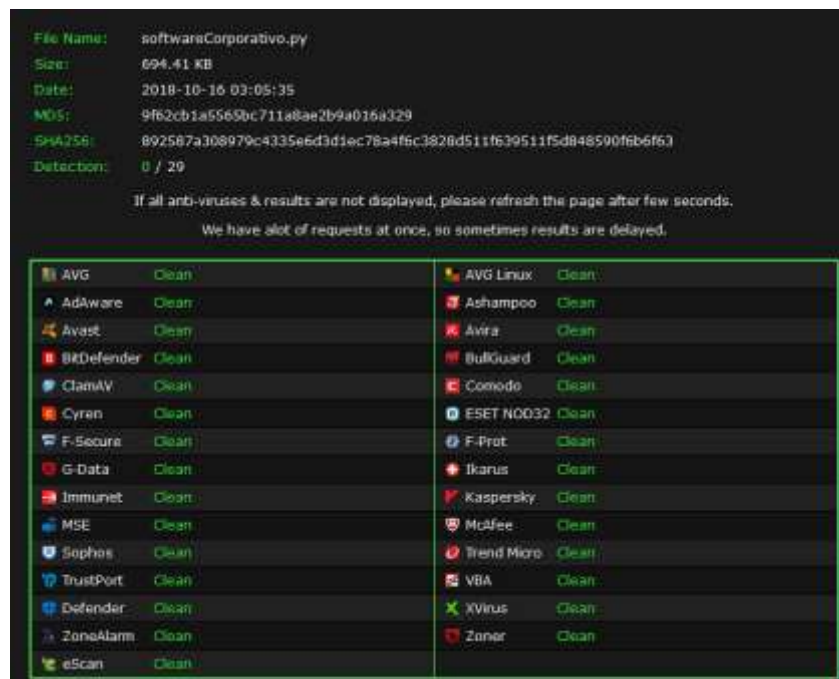 File Name: softwareCorporativo.py
Size: 694.41 KB
Date: 2018-10-16 03:05:35
MD5: 9f62cb1a5565bc711a8ae2b9a016a329
SHA256: 892587a308979c4335e6d3d1ec78a4f6c3828d511f639511f5d848590f6b6f63
Detection: 0 / 29
If all anti-viruses & results are not displayed, please refresh the page after few seconds.
We have alot of requests at once, so sometimes results are delayed.
AVG Clean AVG Linux Clean
AdAware Clean Ashampoo Clean
Avast Clean Avira Clean
BitDefender Clean BullGuard Clean
ClamAV Clean Comodo Clean
Cyren Clean ESET NOD32 Clean
F-Secure Clean F-Prot Clean
G-Data Clean Ikarus Clean
Immunet Clean Kaspersky Clean
MSE Clean McAfee Clean
Sophos Clean Trend Micro Clean
TrustPort Clean VBA Clean
Defender Clean XVirus Clean
ZoneAlarm Clean Zoner Clean
eScan Clean